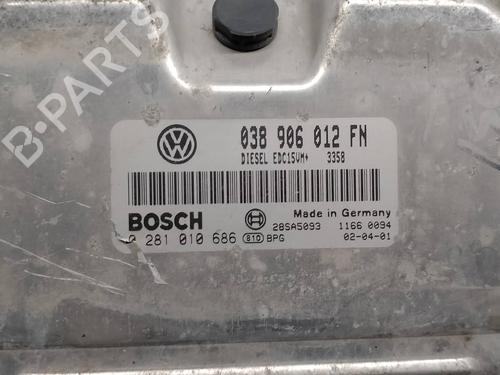 B-PARTS
038 906 012 FN
DIESEL EDC15VM+ 3358
BOSCH
Made in Germany
28SA5093 1166 0094
0 281 010 686 810 BPG 02-04-01